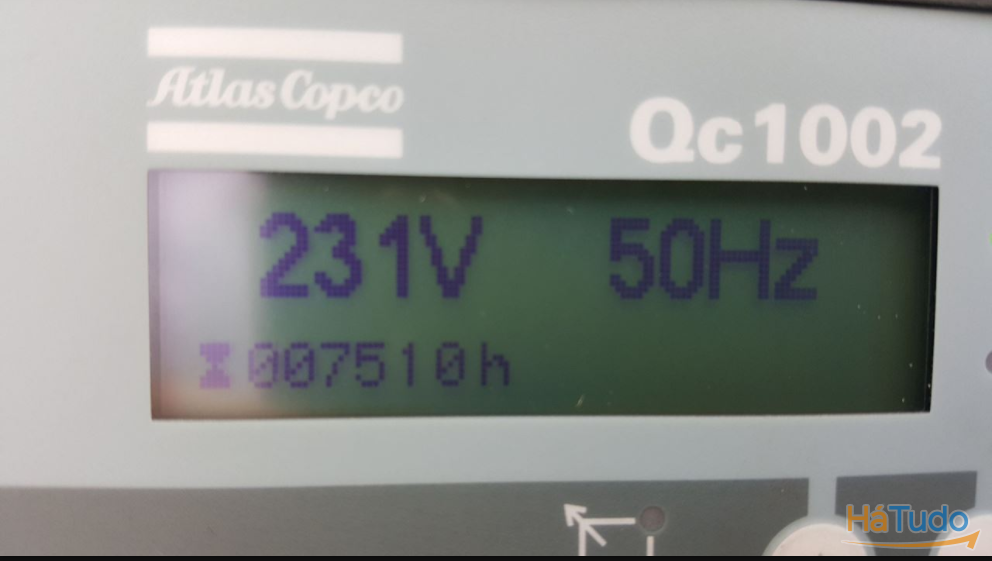 Atlas Copco
Qc1002
231V 50Hz
007510h
HáTudo